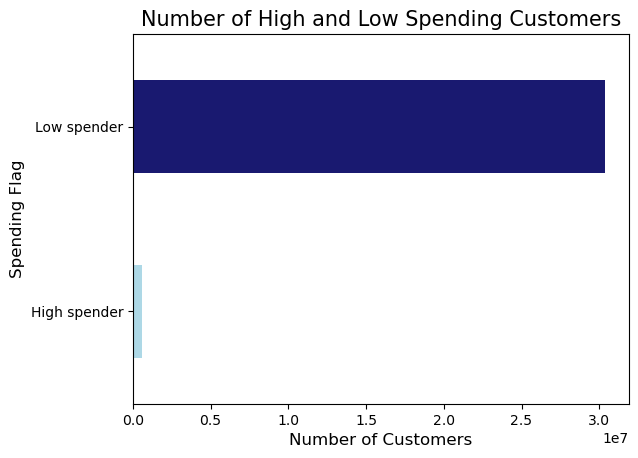 Number of High and Low Spending Customers
Spending Flag
Low spender
High spender
0.0 0.5 1.0 1.5 2.0 2.5 3.0
1e7
Number of Customers